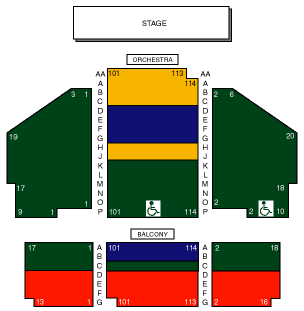 STAGE
ORCHESTRA
AA 101 113 AA
A 114 A
3 1 B B 2 6
C C
D D
E E
F F
19 G G 20
H H
J J
K K
L L
17 M M 18
N N
O O
9 1 P 101 114 P 2 2 10
BALCONY
17 1 A 101 114 A 2 18
B B
C C
D D
E E
F F
13 1 G 101 113 G 2 16